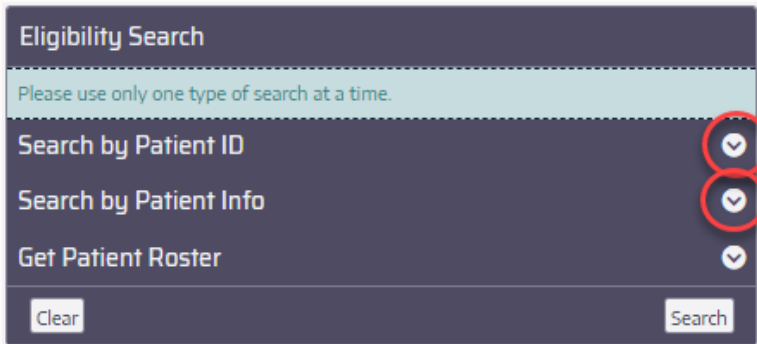 Eligibility Search
Please use only one type of search at a time.
Search by Patient ID
Search by Patient Info
Get Patient Roster
Clear Search